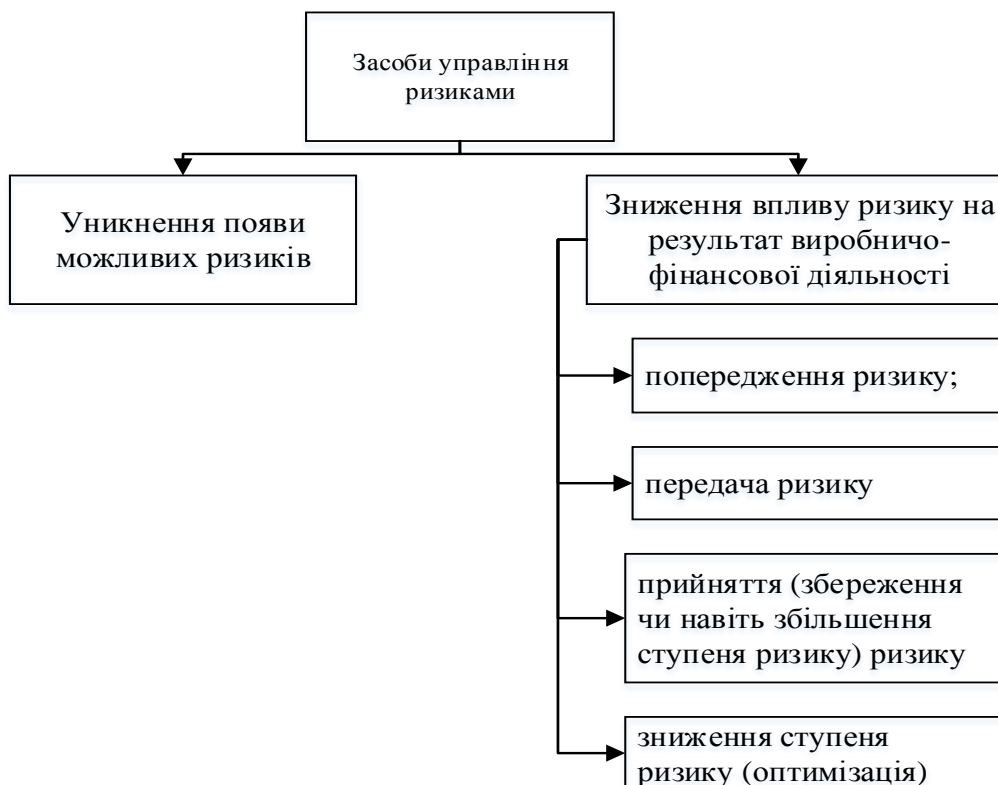 Засоби управління
ризиками
Уникнення появи
можливих ризиків
Зниження впливу ризику на
результат виробничо-
фінансової діяльності
попередження ризику;
передача ризику
прийняття (збереження
чи навіть збільшення
ступеня ризику) ризику
зниження ступеня
ризику (оптимізація)